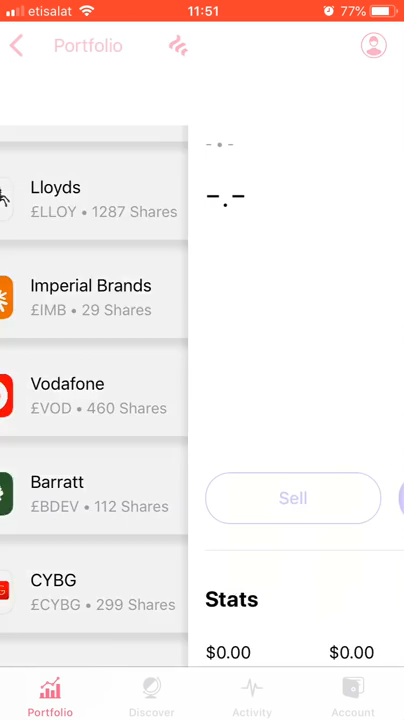 etisalat 11:51 77%
Portfolio
- • -
-.-
Lloyds
£LLOY • 1287 Shares
Imperial Brands
£IMB • 29 Shares
Vodafone
£VOD • 460 Shares
Barratt
£BDEV • 112 Shares
Sell
CYBG
£CYBG • 299 Shares
Stats
$0.00 $0.00
Portfolio Discover Activity Account